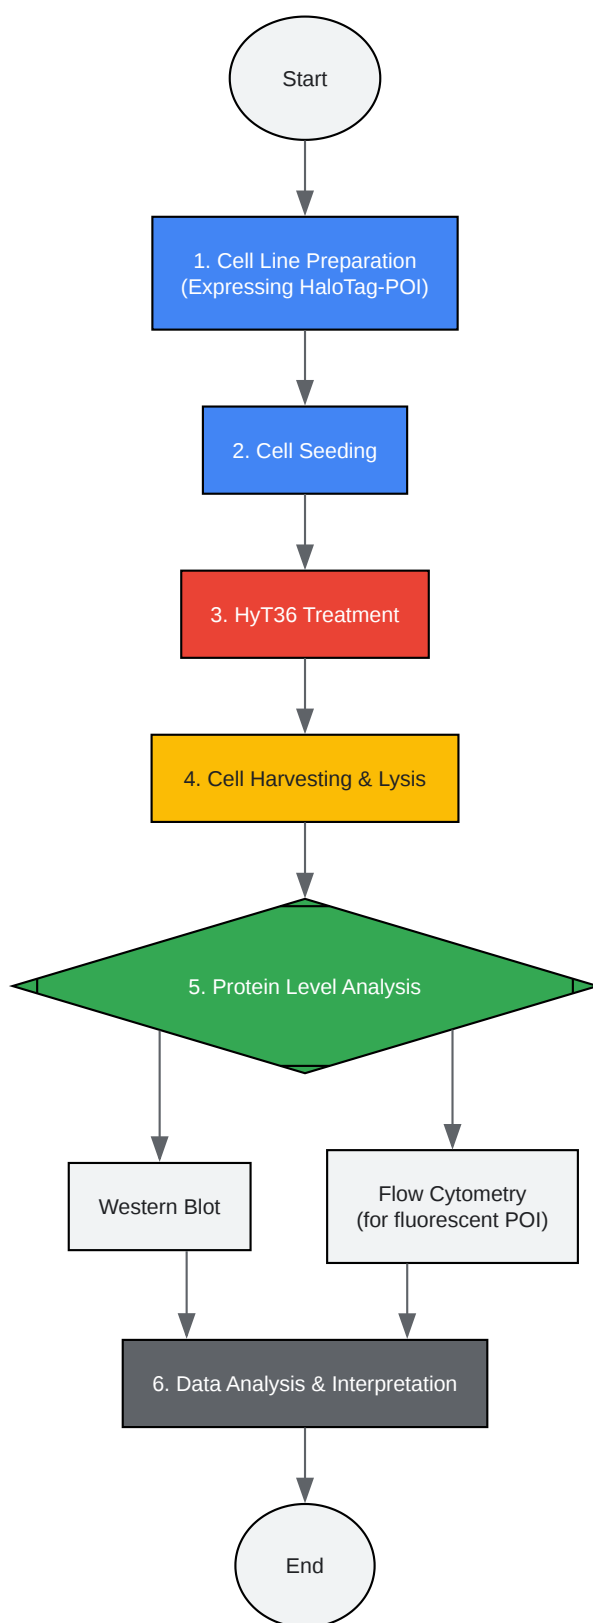 Start
1. Cell Line Preparation
(Expressing HaloTag-POI)
2. Cell Seeding
3. HyT36 Treatment
4. Cell Harvesting & Lysis
5. Protein Level Analysis
Western Blot
Flow Cytometry
(for fluorescent POI)
6. Data Analysis & Interpretation
End